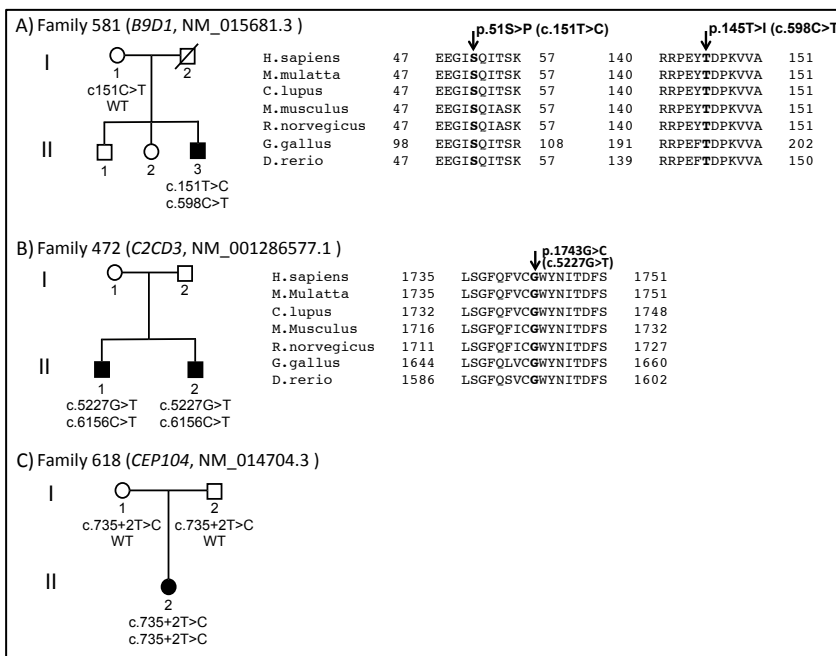 A) Family 581 (B9D1, NM_015681.3)
I
1
2
c151C>T
WT
II
1
2
3
c.151T>C
c.598C>T
p.51S>P (c.151T>C)
p.145T>I (c.598C>T
H.sapiens 47 EEGISQITSK 57 140 RRPEYTDPKVVA 151
M.mulatta 47 EEGISQITSK 57 140 RRPEYTDPKVVA 151
C.lupus 47 EEGISQITSK 57 140 RRPEYTDPKVVA 151
M.musculus 47 EEGISQIASK 57 140 RRPEYTDPKVVA 151
R.norvegicus 47 EEGISQIASK 57 140 RRPEYTDPKVVA 151
G.gallus 98 EEGISQITSR 108 191 RRPEFTDPKVVA 202
D.rerio 47 EEGISQITSK 57 139 RRPEFTDPKVVA 150
B) Family 472 (C2CD3, NM_001286577.1)
I
1
2
II
1
2
c.5227G>T c.5227G>T
c.6156C>T c.6156C>T
p.1743G>C
(c.5227G>T)
H.sapiens 1735 LSGFQFVCGWYNITDFS 1751
M.Mulatta 1735 LSGFQFVCGWYNITDFS 1751
C.lupus 1732 LSGFQFVCGWYNITDFS 1748
M.Musculus 1716 LSGFQFICGWYNITDFS 1732
R.norvegicus 1711 LSGFQFICGWYNITDFS 1727
G.gallus 1644 LSGFQLVCGWYNITDFS 1660
D.rerio 1586 LSGFQSVCGWYNITDFS 1602
C) Family 618 (CEP104, NM_014704.3 )
I
1
2
c.735+2T>C c.735+2T>C
WT WT
II
2
c.735+2T>C
c.735+2T>C